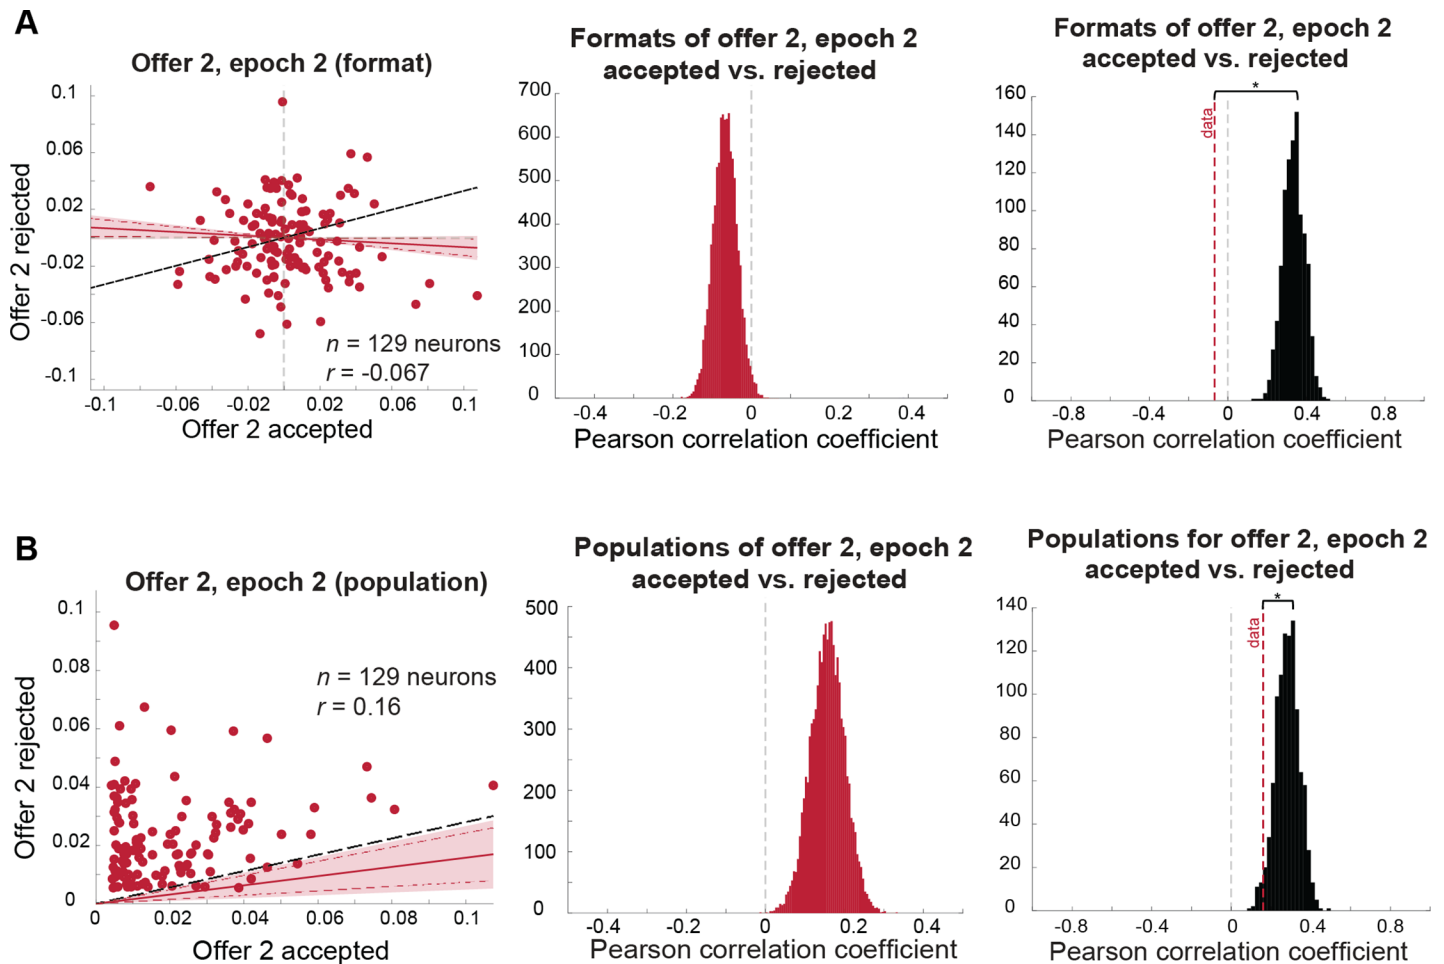 A
Offer 2, epoch 2 (format)
0.1
0.06
0.02
-0.02
-0.06
-0.1
Offer 2 rejected
n = 129 neurons
r = -0.067
-0.1 -0.06 -0.02 0.02 0.06 0.1
Offer 2 accepted
Formats of offer 2, epoch 2
accepted vs. rejected
700
600
500
400
300
200
100
0
-0.4 -0.2 0 0.2 0.4
Pearson correlation coefficient
Formats of offer 2, epoch 2
accepted vs. rejected
160
140
120
100
80
60
40
20
0
*
data
-0.8 -0.4 0 0.4 0.8
Pearson correlation coefficient
B
Offer 2, epoch 2 (population)
0.1
0.08
0.06
0.04
0.02
0
Offer 2 rejected
n = 129 neurons
r = 0.16
0 0.02 0.04 0.06 0.08 0.1
Offer 2 accepted
Populations of offer 2, epoch 2
accepted vs. rejected
500
400
300
200
100
0
-0.4 -0.2 0 0.2 0.4
Pearson correlation coefficient
Populations for offer 2, epoch 2
accepted vs. rejected
140
120
100
80
60
40
20
0
*
data
-0.8 -0.4 0 0.4 0.8
Pearson correlation coefficient